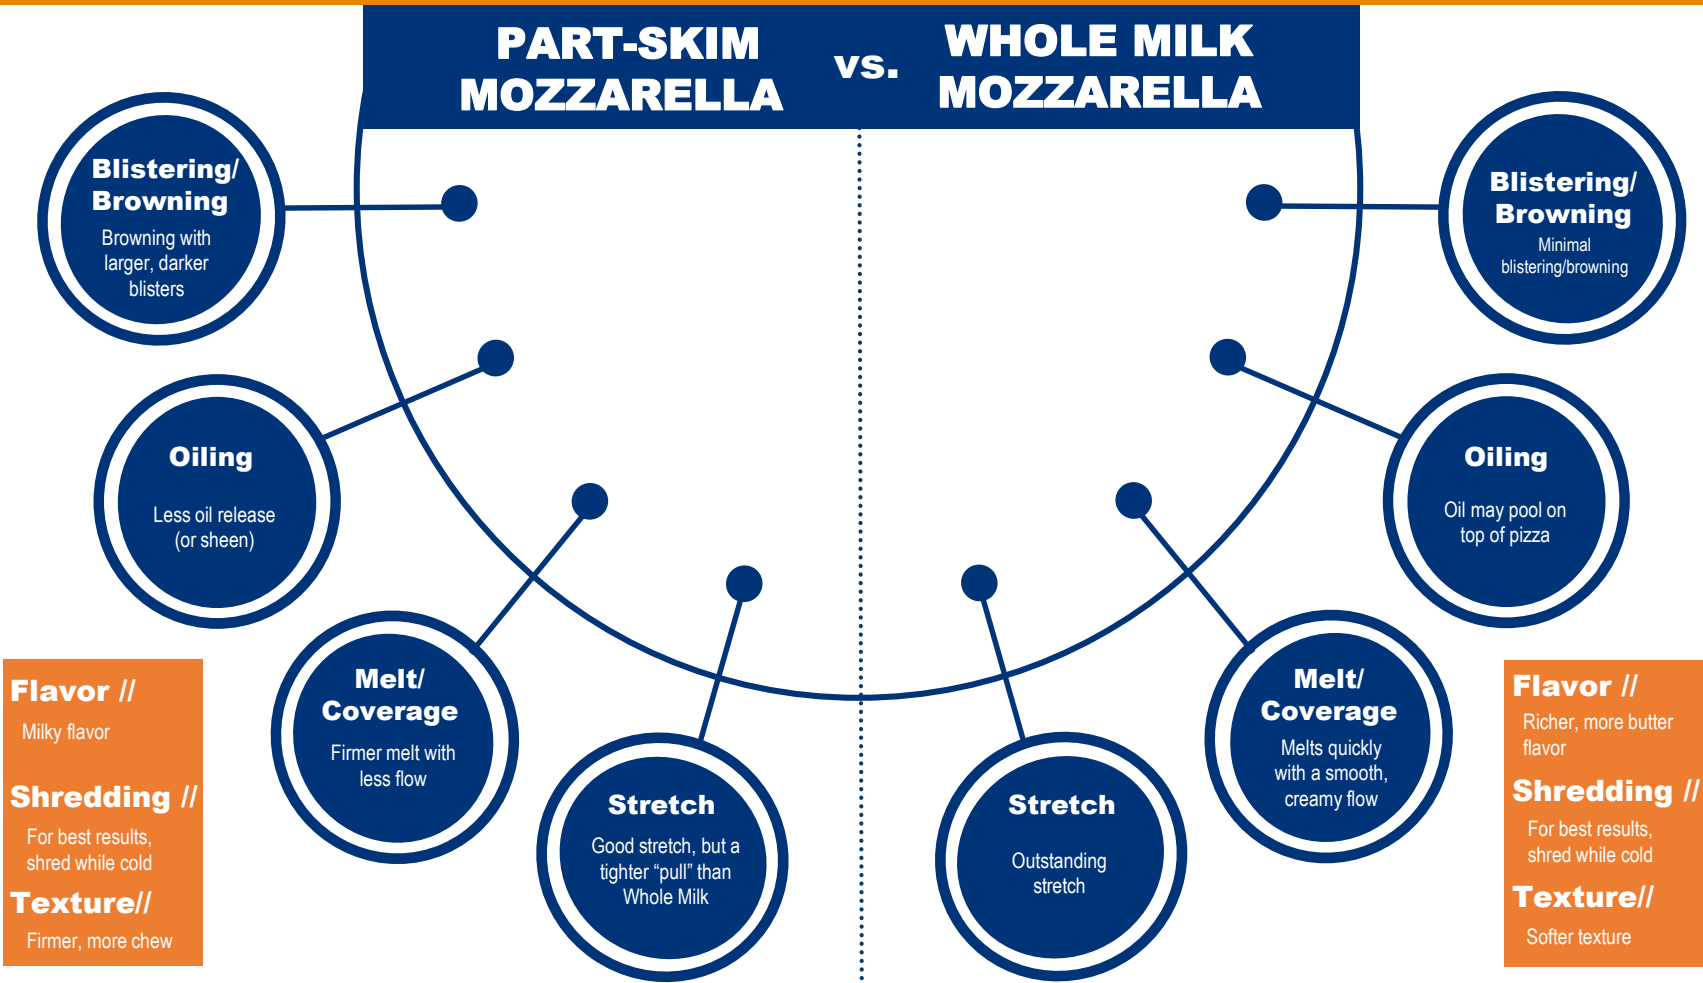 PART-SKIM
MOZZARELLA
vs.
WHOLE MILK
MOZZARELLA
Blistering/
Browning
Browning with
larger, darker
blisters
Oiling
Less oil release
(or sheen)
Melt/
Coverage
Firmer melt with
less flow
Stretch
Good stretch, but a
tighter “pull” than
Whole Milk
Flavor //
Milky flavor
Shredding //
For best results,
shred while cold
Texture//
Firmer, more chew
Blistering/
Browning
Minimal
blistering/browning
Oiling
Oil may pool on
top of pizza
Melt/
Coverage
Melts quickly
with a smooth,
creamy flow
Stretch
Outstanding
stretch
Flavor //
Richer, more butter
flavor
Shredding //
For best results,
shred while cold
Texture//
Softer texture